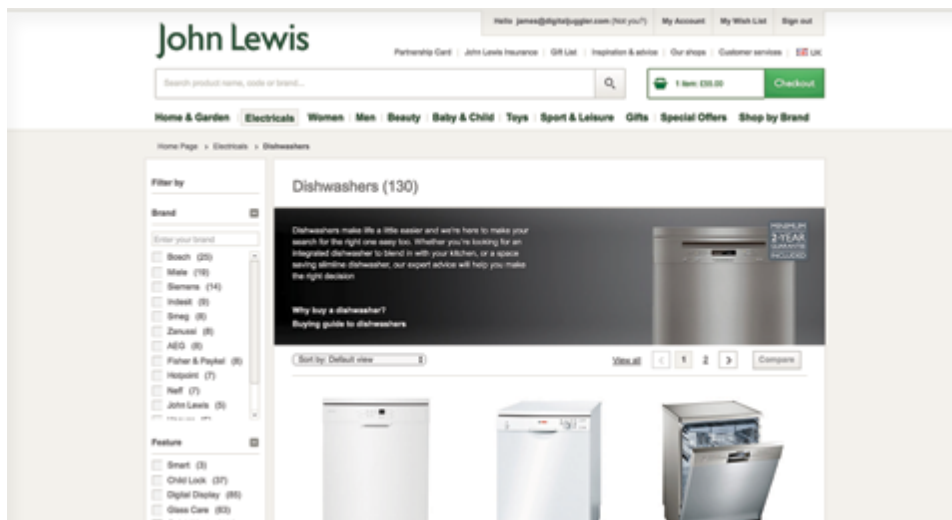 Hello james@digitaljuggler.com (Not you?) My Account My Wish List Sign out
John Lewis
Partnership Card John Lewis Insurance Gift List Inspiration & advice Our shops Customer services UK
Search product name, code or brand...
1 item: £55.00 Checkout
Home & Garden Electricals Women Men Beauty Baby & Child Toys Sport & Leisure Gifts Special Offers Shop by Brand
Home Page > Electricals > Dishwashers
Filter by
Brand
Enter your brand
Bosch (25)
Miele (19)
Siemens (14)
Indesit (9)
Smeg (8)
Zanussi (8)
AEG (8)
Fisher & Paykel (8)
Hotpoint (7)
Neff (7)
John Lewis (5)
Feature
Smart (3)
Child Lock (37)
Digital Display (85)
Glass Care (63)
Dishwashers (130)
Dishwashers make life a little easier and we're here to make your
search for the right one easy too. Whether you're looking for an
integrated dishwasher to blend in with your kitchen, or a space
saving slimline dishwasher, our expert advice will help you make
the right decision
Why buy a dishwasher?
Buying guide to dishwashers
MINIMUM
2-YEAR
GUARANTEE
INCLUDED
Sort by: Default view
View all < 1 2 > Compare